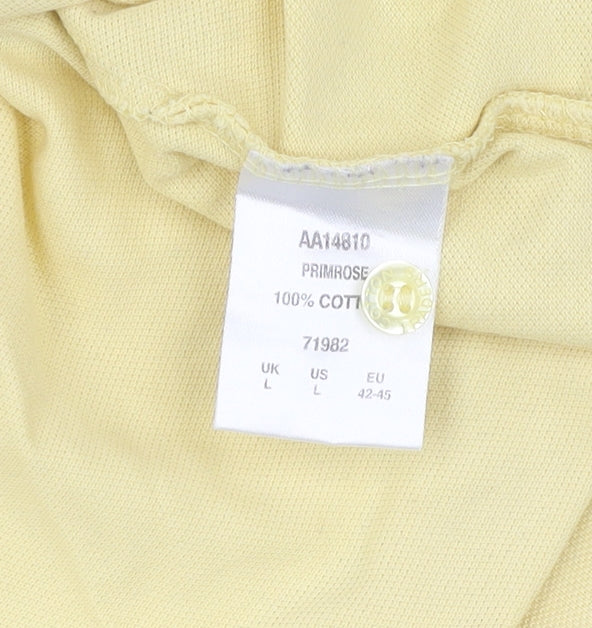 AA14810
PRIMROSE
100% COTT
71982
UK US EU
L L 42-45